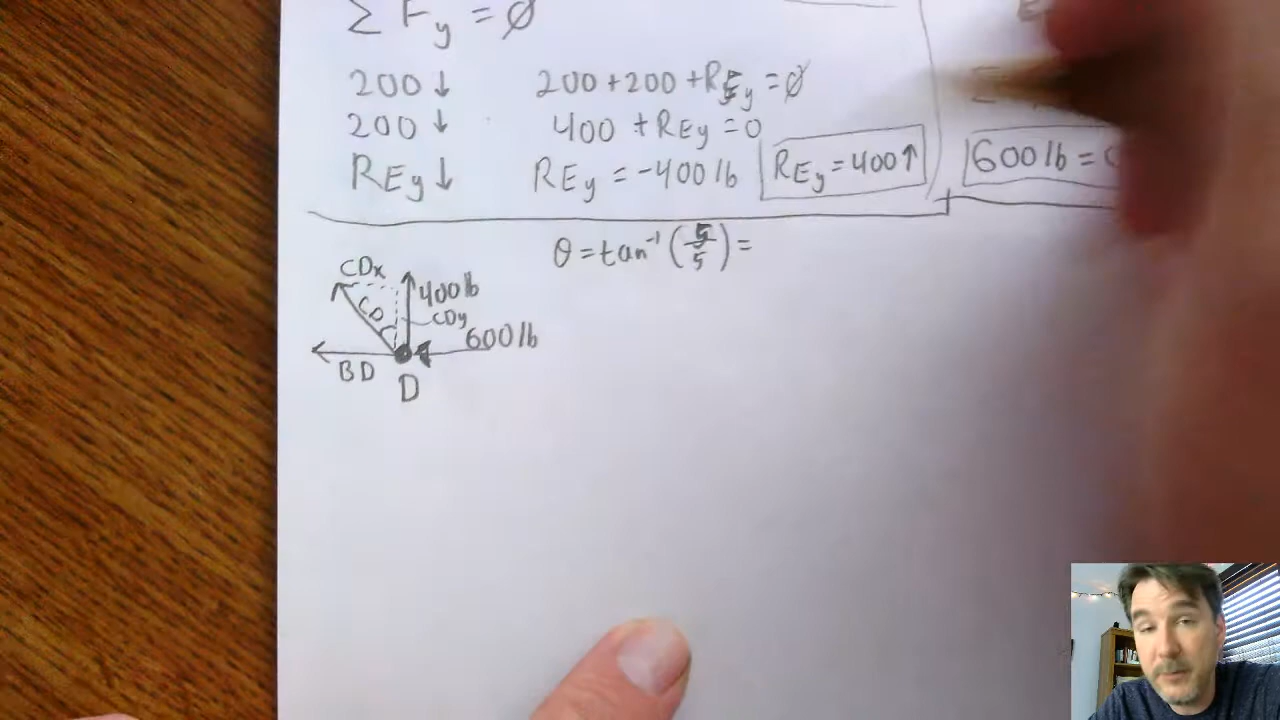 Σ Fy = ∅
200 ↓ 200 + 200 + REy = ∅
200 ↓ 400 + REy = 0
REy ↓ REy = -400 lb REy = 400 ↑
600 lb =
θ = tan⁻¹ (5/5) =
CDx
CD
400 lb
CDy
600 lb
BD
D